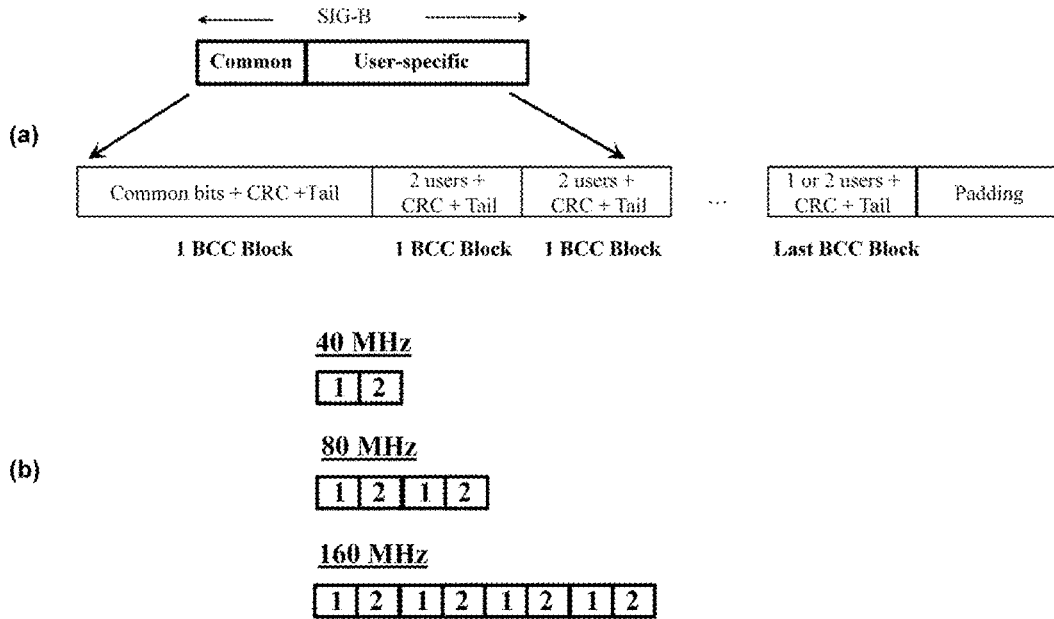 SIG-B
Common User-specific
(a)
Common bits + CRC +Tail
2 users +
CRC + Tail
2 users +
CRC + Tail
...
1 or 2 users +
CRC + Tail
Padding
1 BCC Block
1 BCC Block
1 BCC Block
Last BCC Block
40 MHz
1 2
(b)
80 MHz
1 2 1 2
160 MHz
1 2 1 2 1 2 1 2